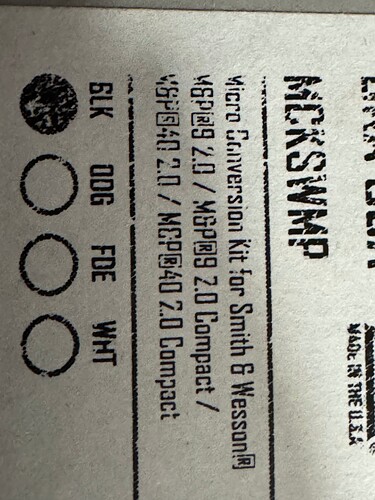 MADE IN THE U.S.A
MCKSWMP
Micro Conversion Kit for Smith & Wesson®
M&P®9 2.0 / M&P®9 2.0 Compact /
M&P®40 2.0 / M&P®40 2.0 Compact
BLK ODG FDE WHT